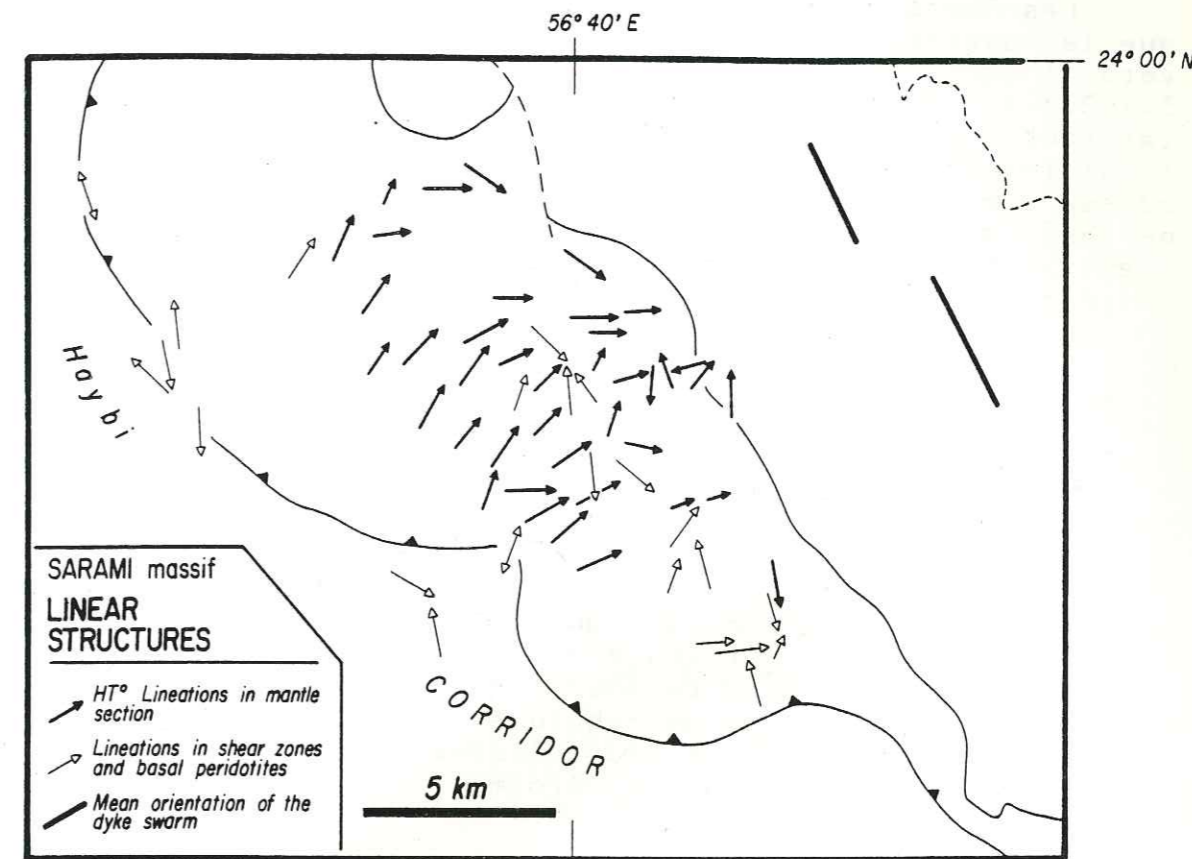 56° 40' E
24° 00' N
Haybi
CORRIDOR
SARAMI massif
LINEAR
STRUCTURES
HT° Lineations in mantle
section
Lineations in shear zones
and basal peridotites
Mean orientation of the
dyke swarm
5 km